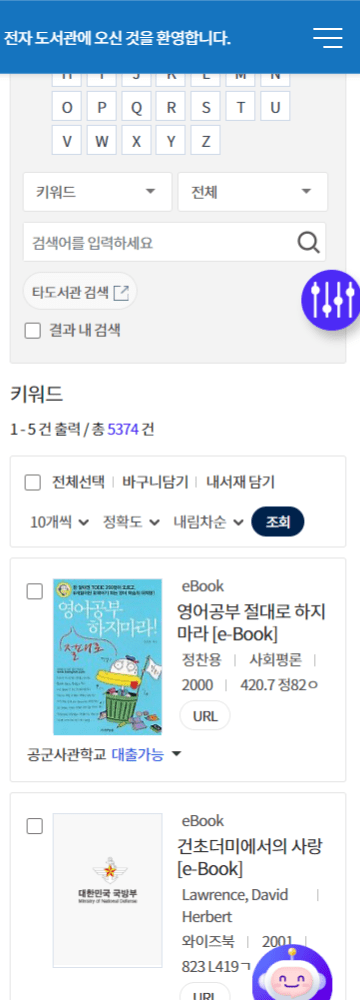 전자 도서관에 오신 것을 환영합니다.
H I J K L M N
O P Q R S T U
V W X Y Z
키워드 전체
검색어를 입력하세요
타도서관 검색
결과 내 검색
키워드
1 - 5 건 출력 / 총 5374 건
전체선택 바구니담기 내서재 담기
10개씩 정확도 내림차순 조회
eBook
영어공부 절대로 하지
마라 [e-Book]
정찬용 사회평론
2000 420.7 정82ㅇ
URL
영어공부
절대로
하지마라!
공군사관학교 대출가능
eBook
건초더미에서의 사랑
[e-Book]
Lawrence, David
Herbert
와이즈북 2001
823 L419ㄱ
URL
대한민국 국방부
Ministry of National Defense